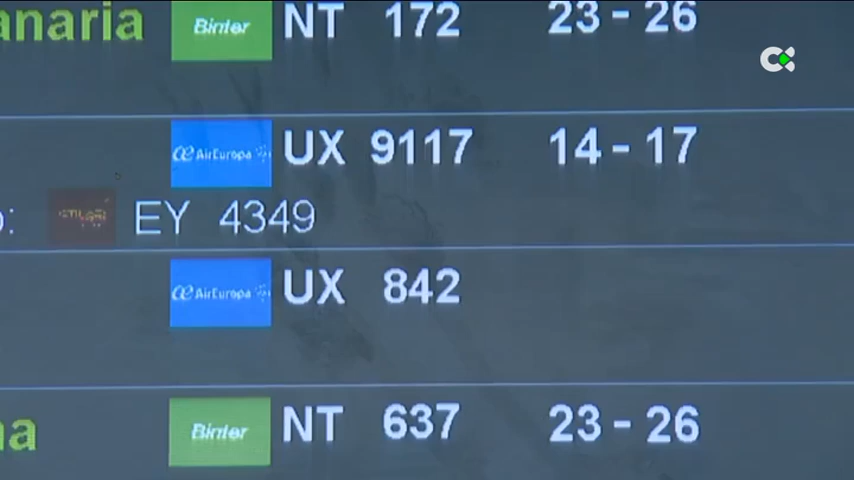 anaria Binter NT 172 23 - 26
AirEuropa UX 9117 14 - 17
: EY 4349
AirEuropa UX 842
Binter NT 637 23 - 26